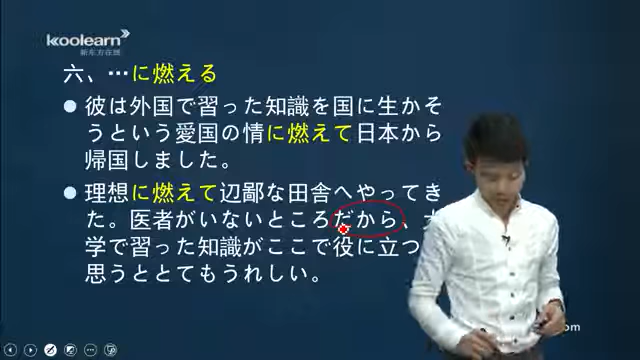 koolearn
新东方在线
六、…に燃える
● 彼は外国で習った知識を国に生かそ
うという愛国の情に燃えて日本から
帰国しました。
● 理想に燃えて辺鄙な田舎へやってき
た。医者がいないところだから、大
学で習った知識がここで役に立つ
思うととてもうれしい。
om